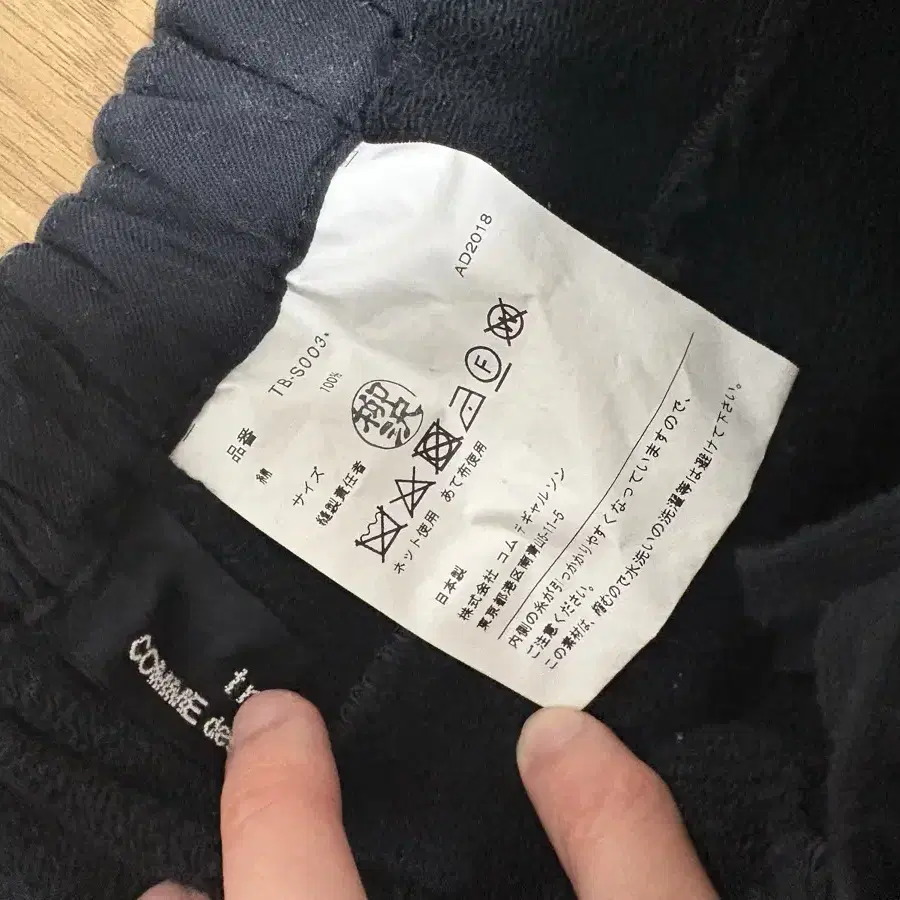 AD2018
品番 TB-S003
綿 100%
サイズ
縫製責任者 柳沢
F
W
ネット使用 あて布使用
日本製
株式会社 コム デ ギャルソン
東京都港区南青山5-11-5
内側の糸が引っかかりやすくなっていますので、
ご注意ください。
この素材は、縮むので水洗いの洗濯等は避けて下さい。
tr
COMME de